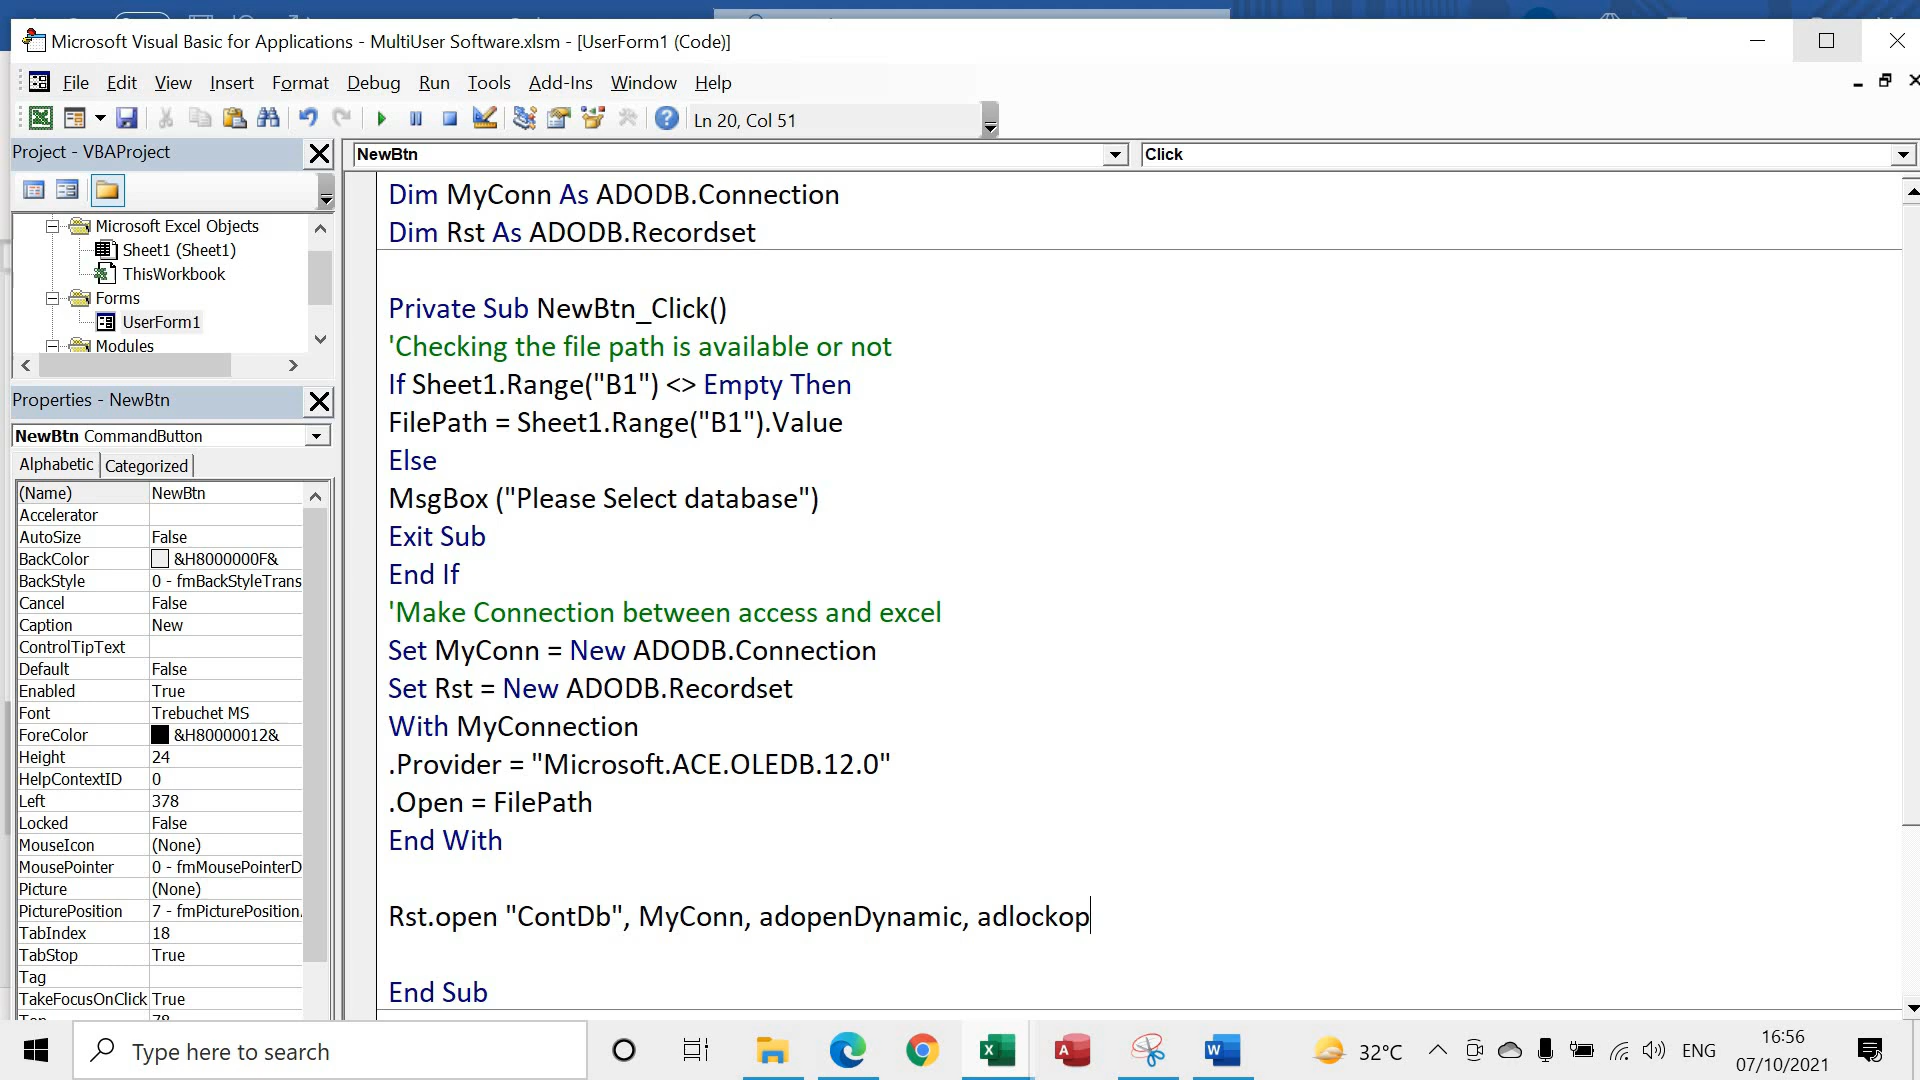 Microsoft Visual Basic for Applications - MultiUser Software.xlsm - [UserForm1 (Code)]
File Edit View Insert Format Debug Run Tools Add-Ins Window Help
Ln 20, Col 51
Project - VBAProject
Microsoft Excel Objects
Sheet1 (Sheet1)
ThisWorkbook
Forms
UserForm1
Modules
Properties - NewBtn
NewBtn CommandButton
Alphabetic Categorized
(Name) NewBtn
Accelerator
AutoSize False
BackColor &H8000000F&
BackStyle 0 - fmBackStyleTrans
Cancel False
Caption New
ControlTipText
Default False
Enabled True
Font Trebuchet MS
ForeColor &H80000012&
Height 24
HelpContextID 0
Left 378
Locked False
MouseIcon (None)
MousePointer 0 - fmMousePointerD
Picture (None)
PicturePosition 7 - fmPicturePosition
TabIndex 18
TabStop True
Tag
TakeFocusOnClick True
NewBtn Click
Dim MyConn As ADODB.Connection
Dim Rst As ADODB.Recordset
Private Sub NewBtn_Click()
'Checking the file path is available or not
If Sheet1.Range("B1") <> Empty Then
FilePath = Sheet1.Range("B1").Value
Else
MsgBox ("Please Select database")
Exit Sub
End If
'Make Connection between access and excel
Set MyConn = New ADODB.Connection
Set Rst = New ADODB.Recordset
With MyConnection
.Provider = "Microsoft.ACE.OLEDB.12.0"
.Open = FilePath
End With
Rst.open "ContDb", MyConn, adopenDynamic, adlockop
End Sub
Type here to search
32°C
ENG
16:56
07/10/2021